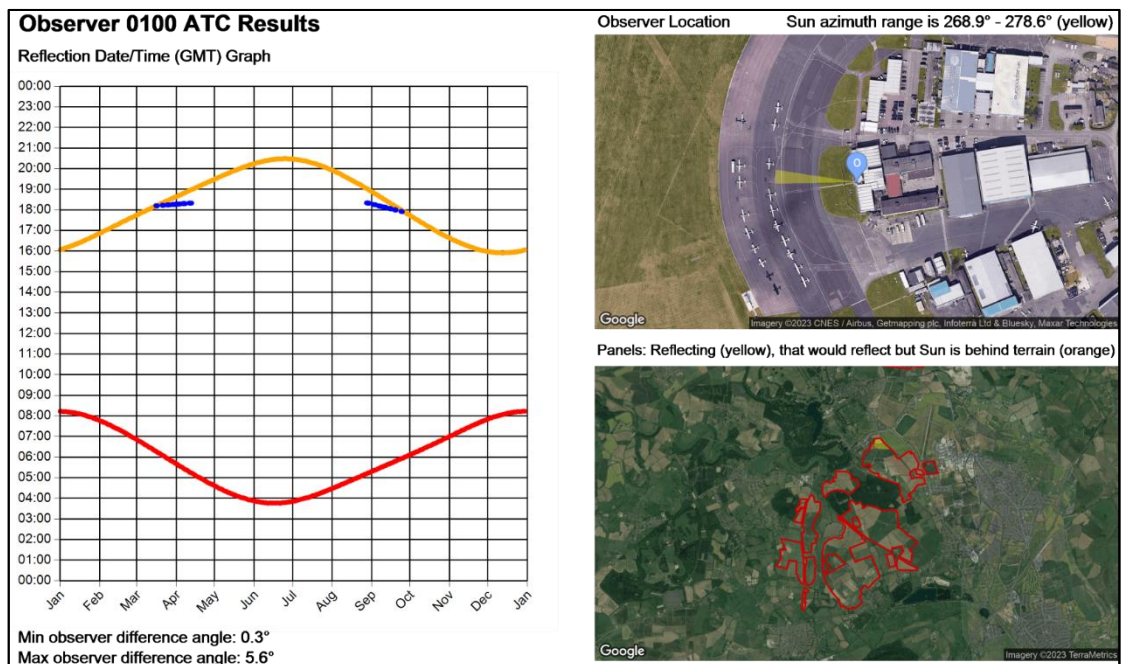 Observer 0100 ATC Results
Reflection Date/Time (GMT) Graph
00:00
23:00
22:00
21:00
20:00
19:00
18:00
17:00
16:00
15:00
14:00
13:00
12:00
11:00
10:00
09:00
08:00
07:00
06:00
05:00
04:00
03:00
02:00
01:00
00:00
Jan Feb Mar Apr May Jun Jul Aug Sep Oct Nov Dec Jan
Min observer difference angle: 0.3°
Max observer difference angle: 5.6°
Observer Location Sun azimuth range is 268.9° - 278.6° (yellow)
O
Google Imagery ©2023 CNES / Airbus, Getmapping plc, Infoterra Ltd & Bluesky, Maxar Technologies
Panels: Reflecting (yellow), that would reflect but Sun is behind terrain (orange)
Google Imagery ©2023 TerraMetrics